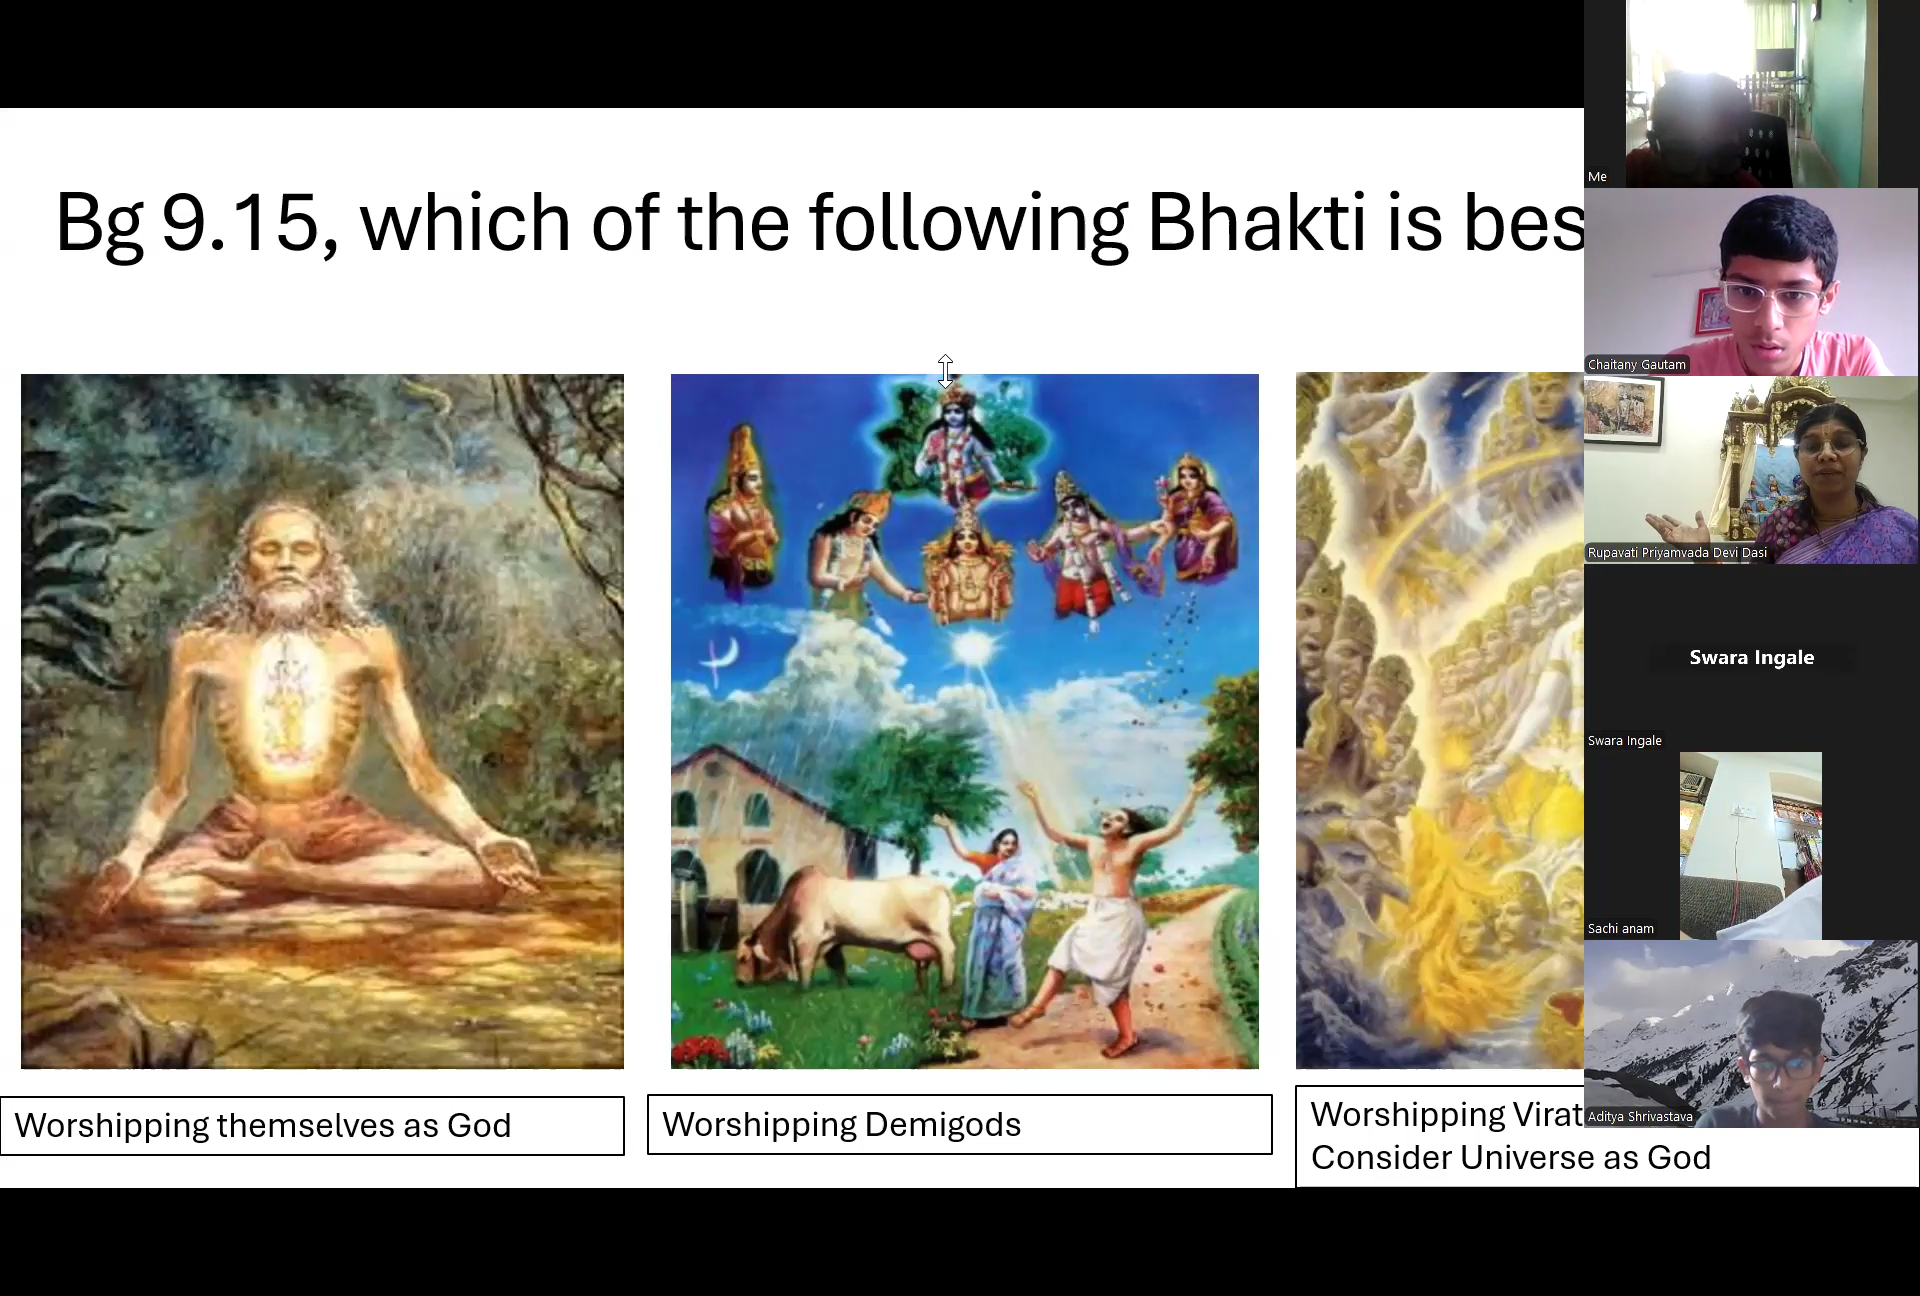 Bg 9.15, which of the following Bhakti is bes
Worshipping themselves as God
Worshipping Demigods
Worshipping Virat
Consider Universe as God
Me
Chaitany Gautam
Rupavati Priyamvada Devi Dasi
Swara Ingale
Swara Ingale
Sachi anam
Aditya Shrivastava